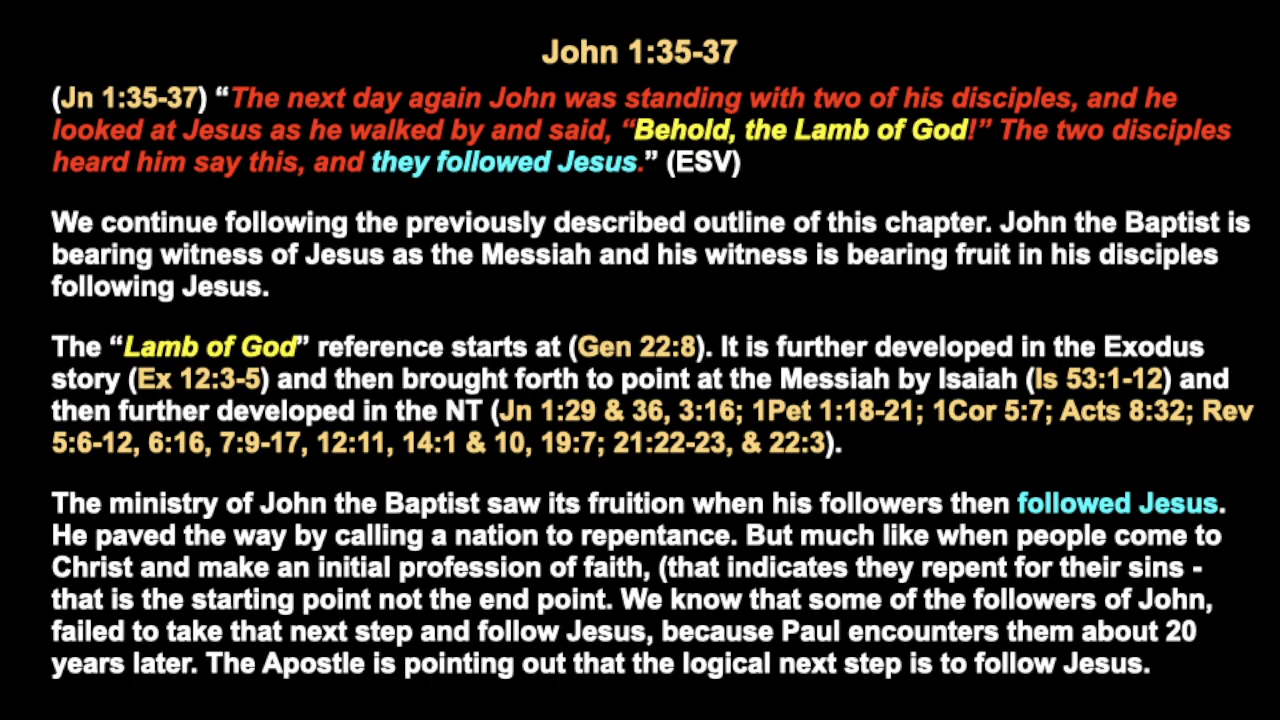 John 1:35-37
(Jn 1:35-37) “The next day again John was standing with two of his disciples, and he
looked at Jesus as he walked by and said, “Behold, the Lamb of God!” The two disciples
heard him say this, and they followed Jesus.” (ESV)
We continue following the previously described outline of this chapter. John the Baptist is
bearing witness of Jesus as the Messiah and his witness is bearing fruit in his disciples
following Jesus.
The “Lamb of God” reference starts at (Gen 22:8). It is further developed in the Exodus
story (Ex 12:3-5) and then brought forth to point at the Messiah by Isaiah (Is 53:1-12) and
then further developed in the NT (Jn 1:29 & 36, 3:16; 1Pet 1:18-21; 1Cor 5:7; Acts 8:32; Rev
5:6-12, 6:16, 7:9-17, 12:11, 14:1 & 10, 19:7; 21:22-23, & 22:3).
The ministry of John the Baptist saw its fruition when his followers then followed Jesus.
He paved the way by calling a nation to repentance. But much like when people come to
Christ and make an initial profession of faith, (that indicates they repent for their sins -
that is the starting point not the end point. We know that some of the followers of John,
failed to take that next step and follow Jesus, because Paul encounters them about 20
years later. The Apostle is pointing out that the logical next step is to follow Jesus.